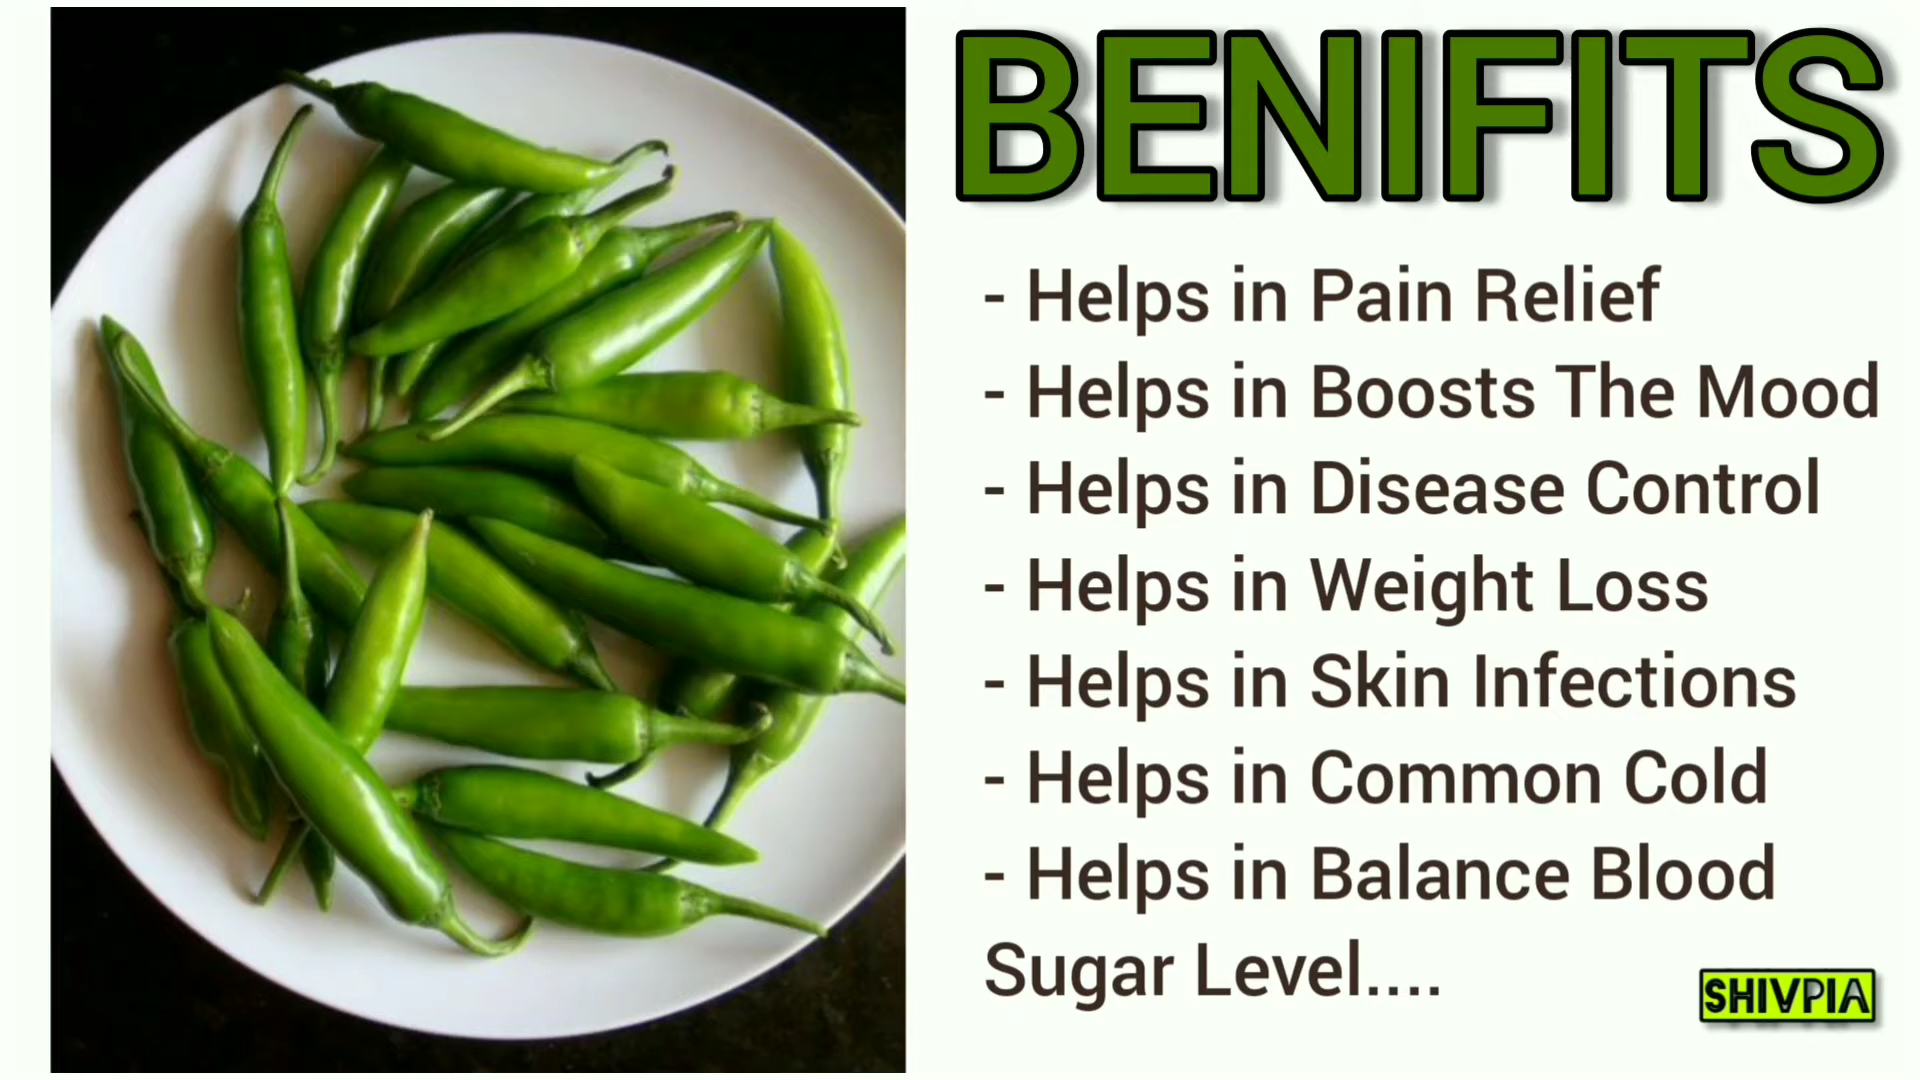 BENIFITS
- Helps in Pain Relief
- Helps in Boosts The Mood
- Helps in Disease Control
- Helps in Weight Loss
- Helps in Skin Infections
- Helps in Common Cold
- Helps in Balance Blood
Sugar Level....
SHIVPIA